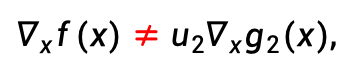 ∇ₓf(x) ≠ u₂∇ₓg₂(x),